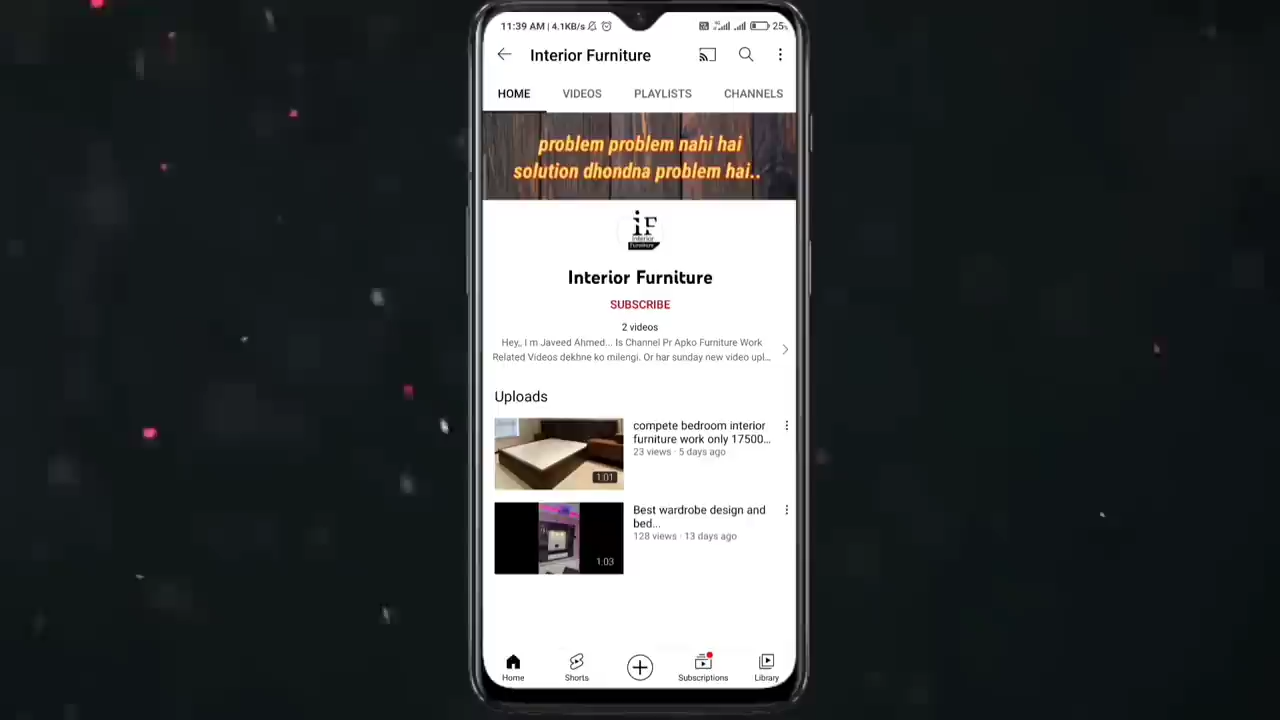 11:39 AM | 4.1KB/s
25
Interior Furniture
HOME
VIDEOS
PLAYLISTS
CHANNELS
problem problem nahi hai
solution dhondna problem hai..
iF
Interior
Furniture
Interior Furniture
SUBSCRIBE
2 videos
Hey,, I m Javeed Ahmed... Is Channel Pr Apko Furniture Work
Related Videos dekhne ko milengi. Or har sunday new video upl...
Uploads
compete bedroom interior
furniture work only 17500...
23 views · 5 days ago
1:01
Best wardrobe design and
bed...
128 views · 13 days ago
1:03
Home
Shorts
Subscriptions
Library